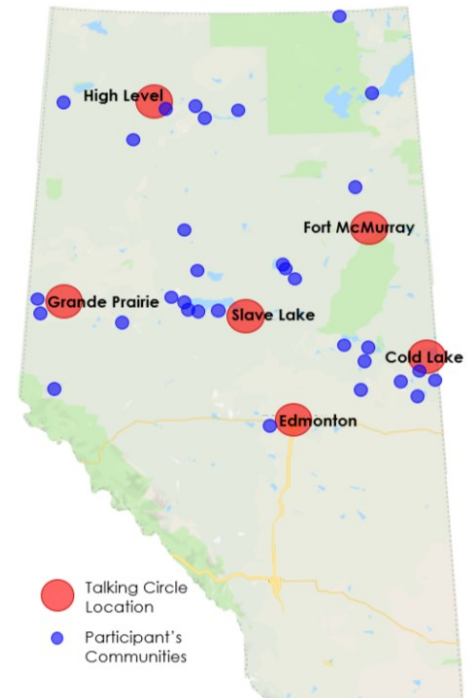 High Level
Fort McMurray
Grande Prairie
Slave Lake
Cold Lake
Edmonton
Talking Circle
Location
Participant's
Communities